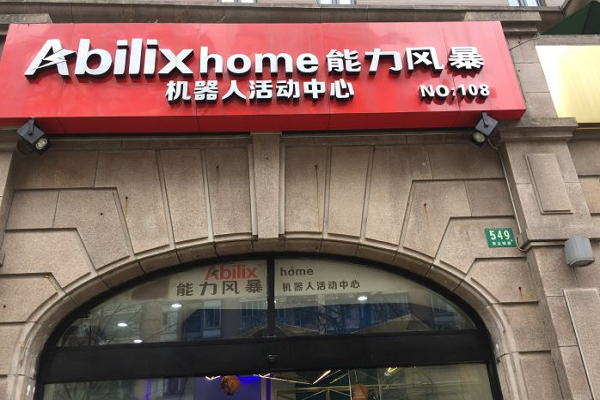 Abilix home 能力风暴
机器人活动中心 NO:108
549
Abilix home
能力风暴 机器人活动中心